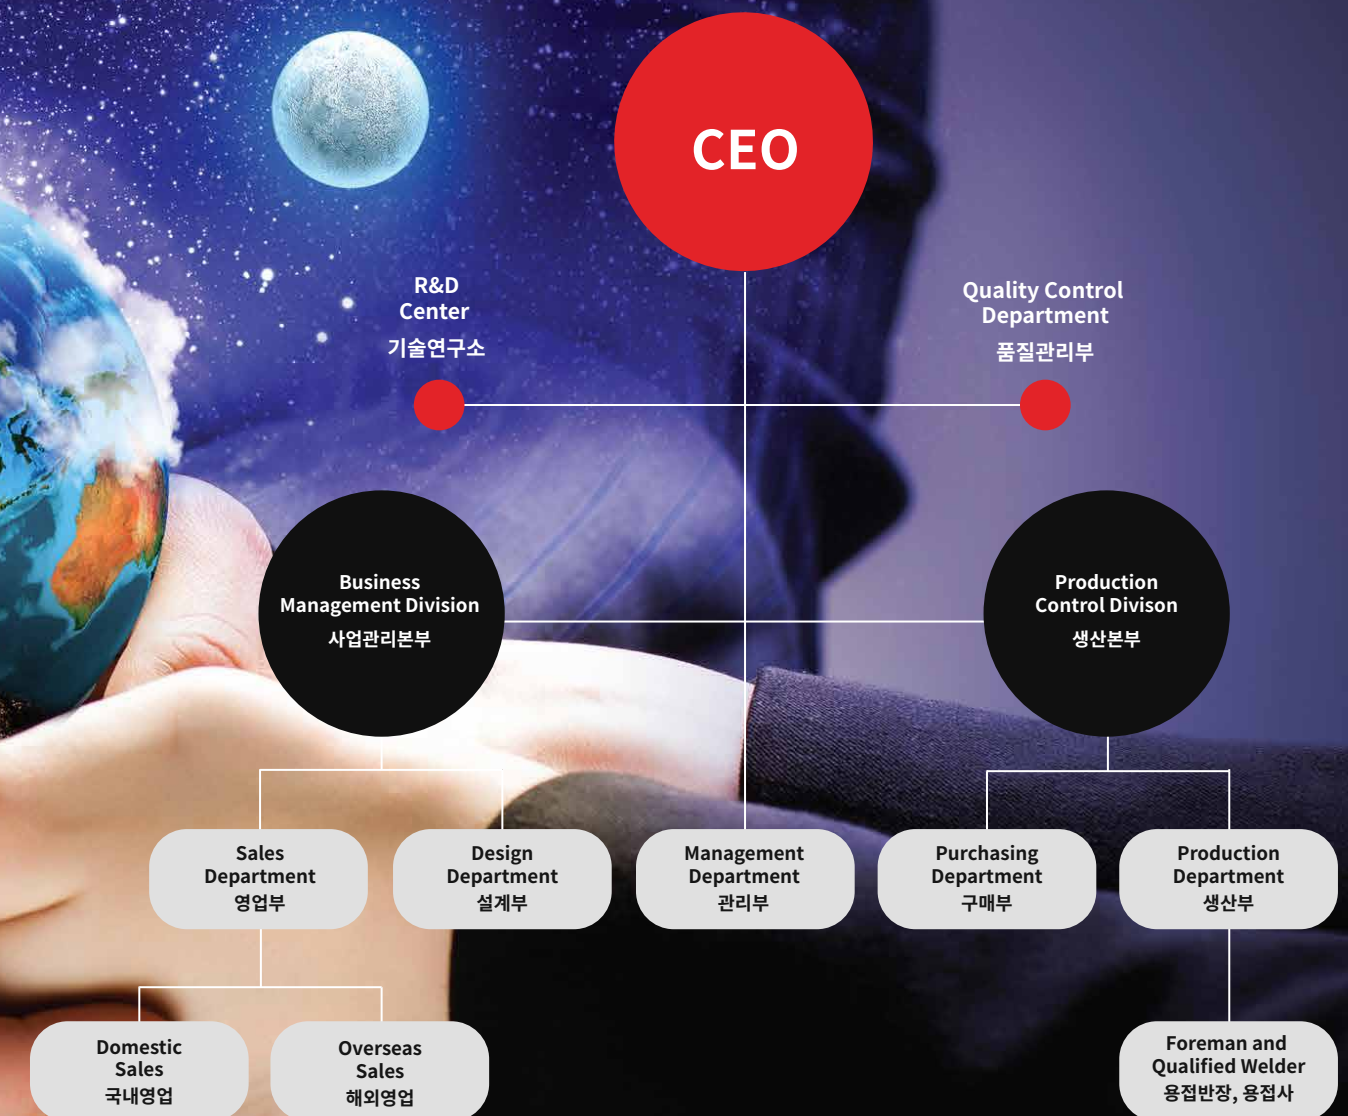 CEO
R&D
Center
기술연구소
Quality Control
Department
품질관리부
Business
Management Division
사업관리본부
Production
Control Divison
생산본부
Sales
Department
영업부
Design
Department
설계부
Management
Department
관리부
Purchasing
Department
구매부
Production
Department
생산부
Domestic
Sales
국내영업
Overseas
Sales
해외영업
Foreman and
Qualified Welder
용접반장, 용접사